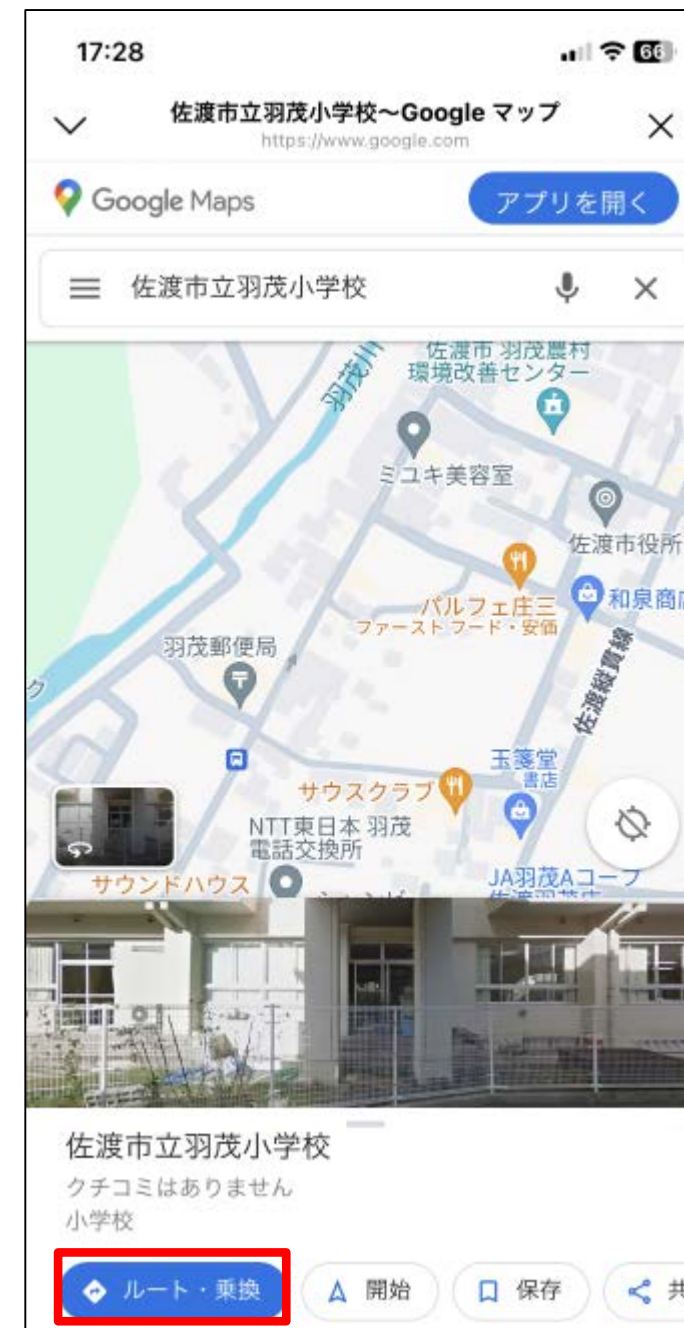 17:28
66
佐渡市立羽茂小学校～Google マップ
https://www.google.com
Google Maps
アプリを開く
佐渡市立羽茂小学校
佐渡市 羽茂農村
環境改善センター
羽茂川
ミユキ美容室
佐渡市役所
パルフェ庄三
ファースト フード・安価
和泉商店
羽茂郵便局
佐渡縦貫線
玉箋堂
書店
サウスクラブ
NTT東日本 羽茂
電話交換所
サウンドハウス
JA羽茂Aコープ
佐渡市立羽茂小学校
クチコミはありません
小学校
ルート・乗換
開始
保存
共